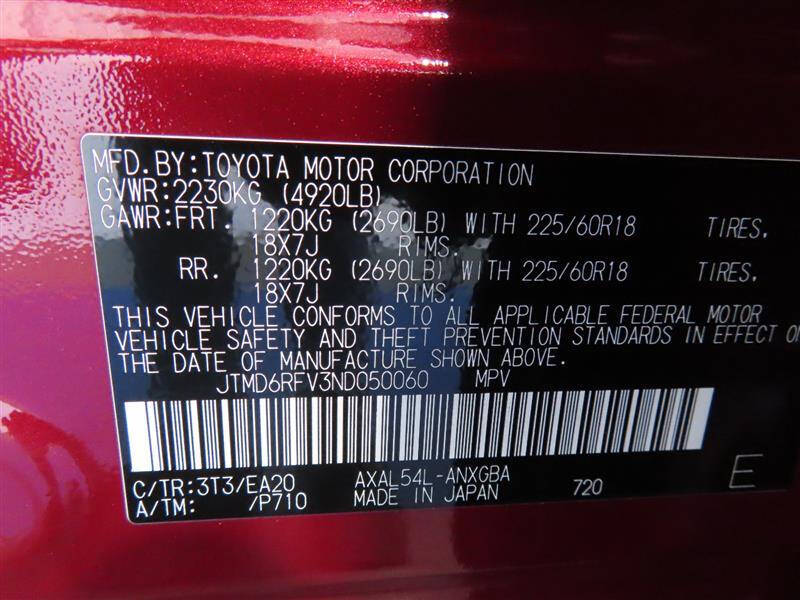 MFD.BY:TOYOTA MOTOR CORPORATION
GVWR:2230KG (4920LB)
GAWR:FRT. 1220KG (2690LB) WITH 225/60R18 TIRES.
18X7J RIMS.
RR. 1220KG (2690LB) WITH 225/60R18 TIRES.
18X7J RIMS.
THIS VEHICLE CONFORMS TO ALL APPLICABLE FEDERAL MOTOR
VEHICLE SAFETY AND THEFT PREVENTION STANDARDS IN EFFECT ON
THE DATE OF MANUFACTURE SHOWN ABOVE.
JTMD6RFV3ND050060 MPV
C/TR:3T3/EA20 AXAL54L-ANXGBA 720 E
A/TM: /P710 MADE IN JAPAN